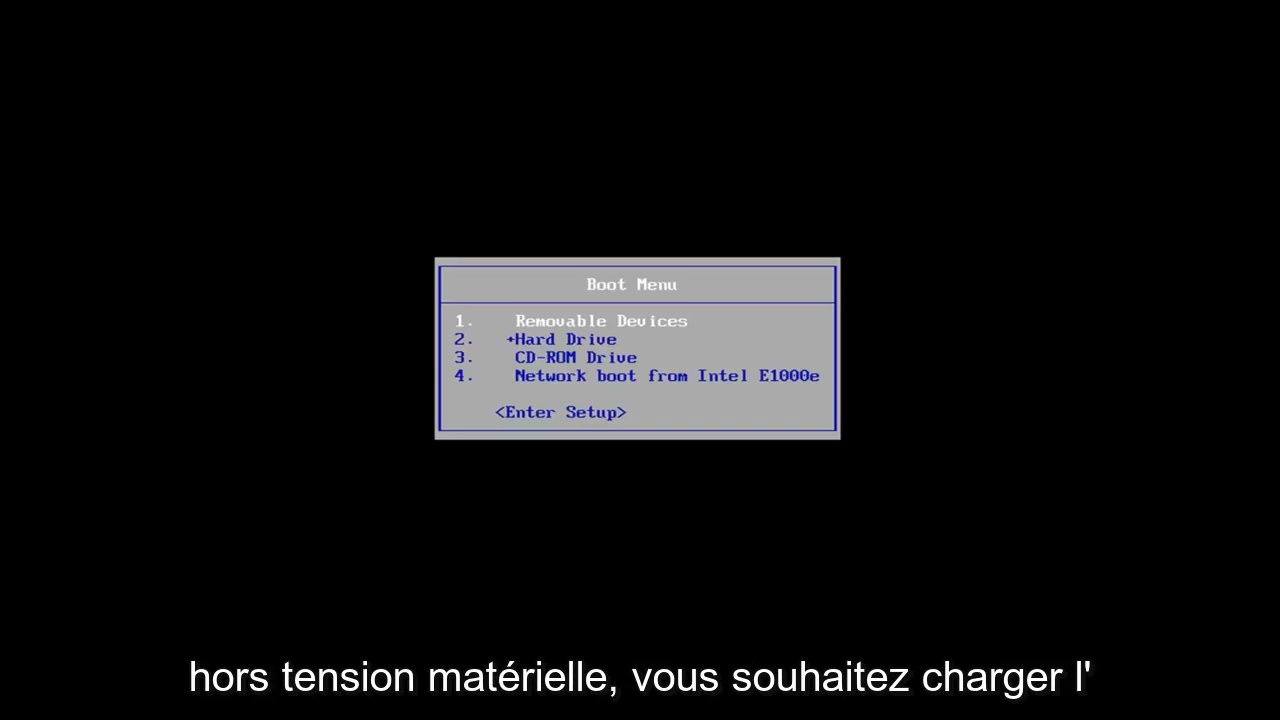 Boot Menu
1. Removable Devices
2. +Hard Drive
3. CD-ROM Drive
4. Network boot from Intel E1000e
<Enter Setup>
hors tension matérielle, vous souhaitez charger l'